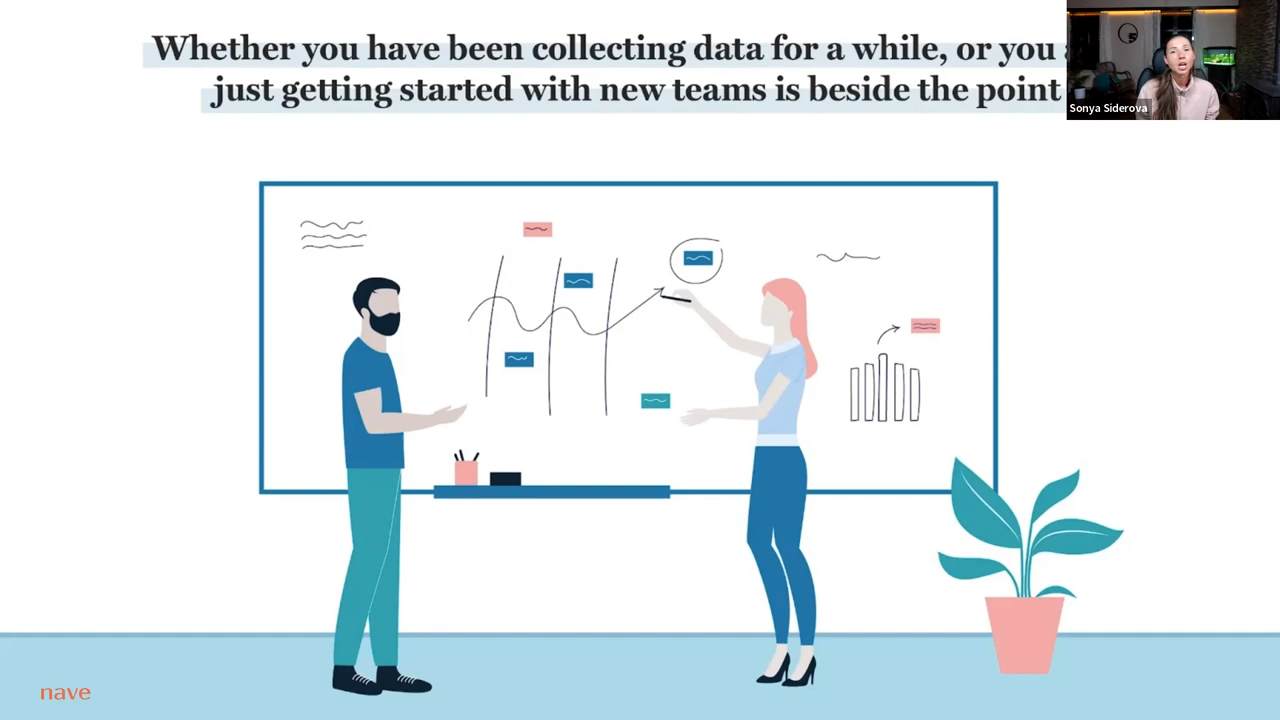 Whether you have been collecting data for a while, or you
just getting started with new teams is beside the point
Sonya Siderova
nave